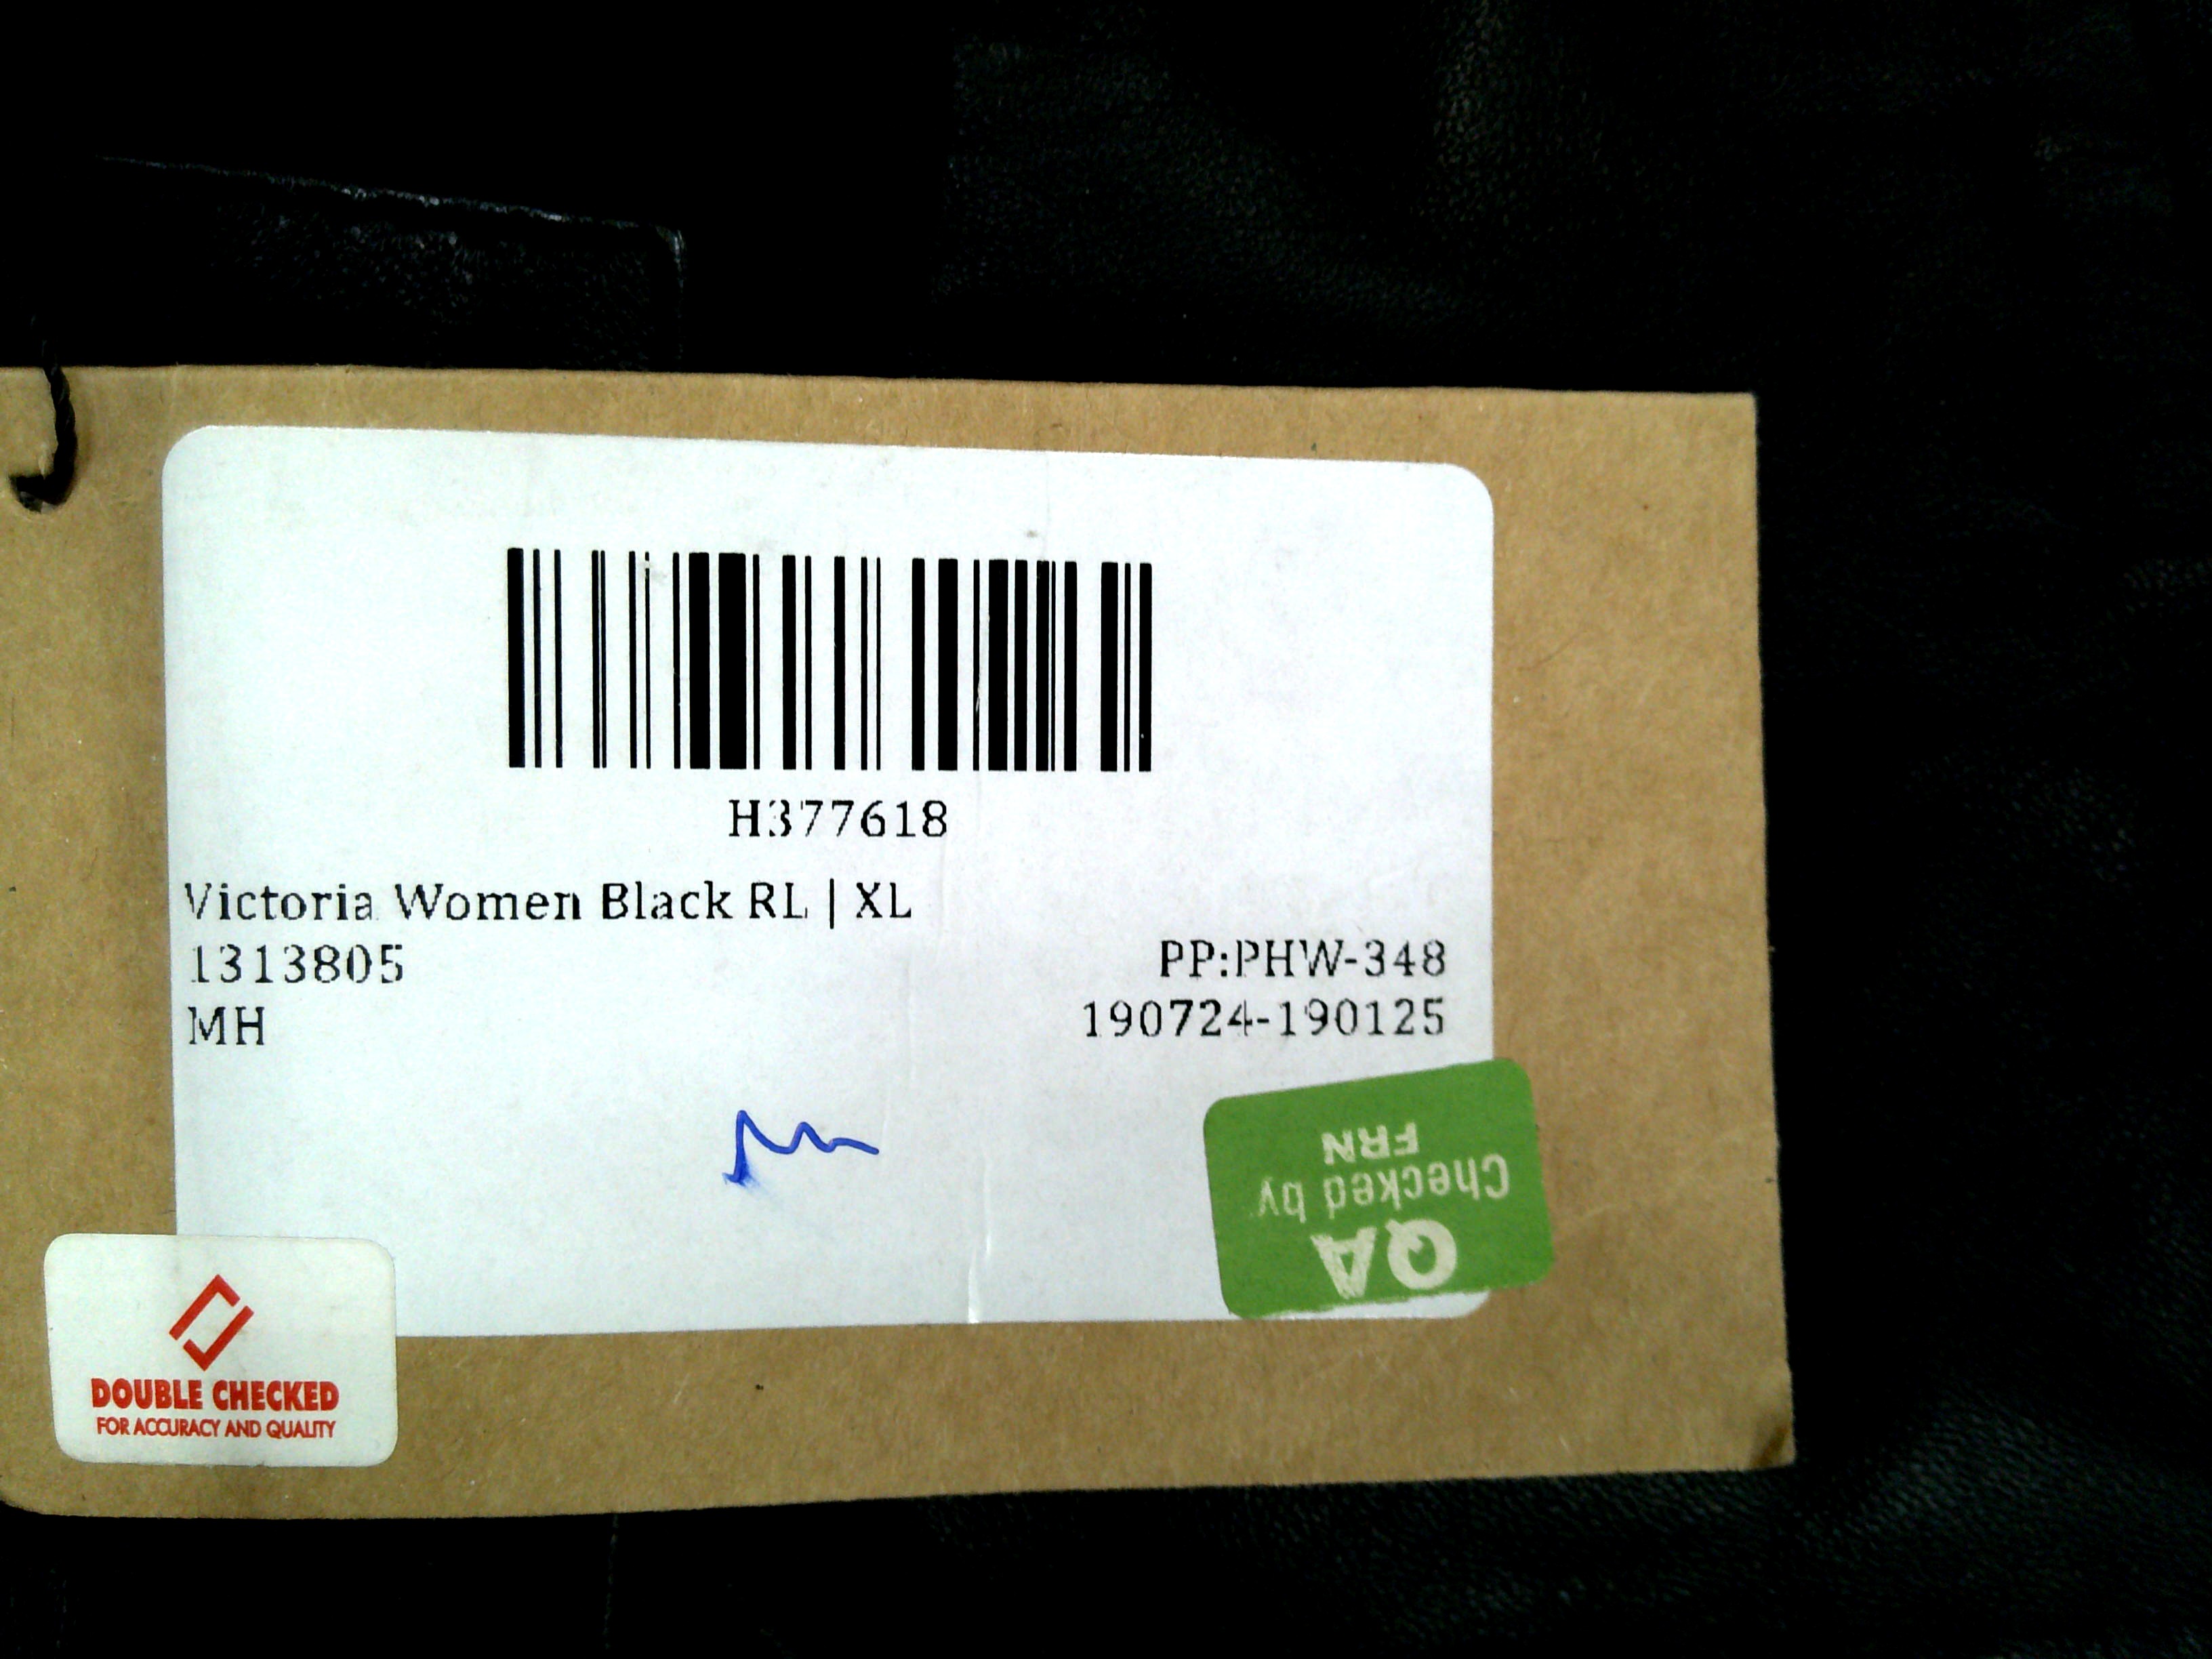 H377618
Victoria Women Black RL | XL
1313805
PP:PHW-348
MH
190724-190125
QA
Checked by
FRN
DOUBLE CHECKED
FOR ACCURACY AND QUALITY